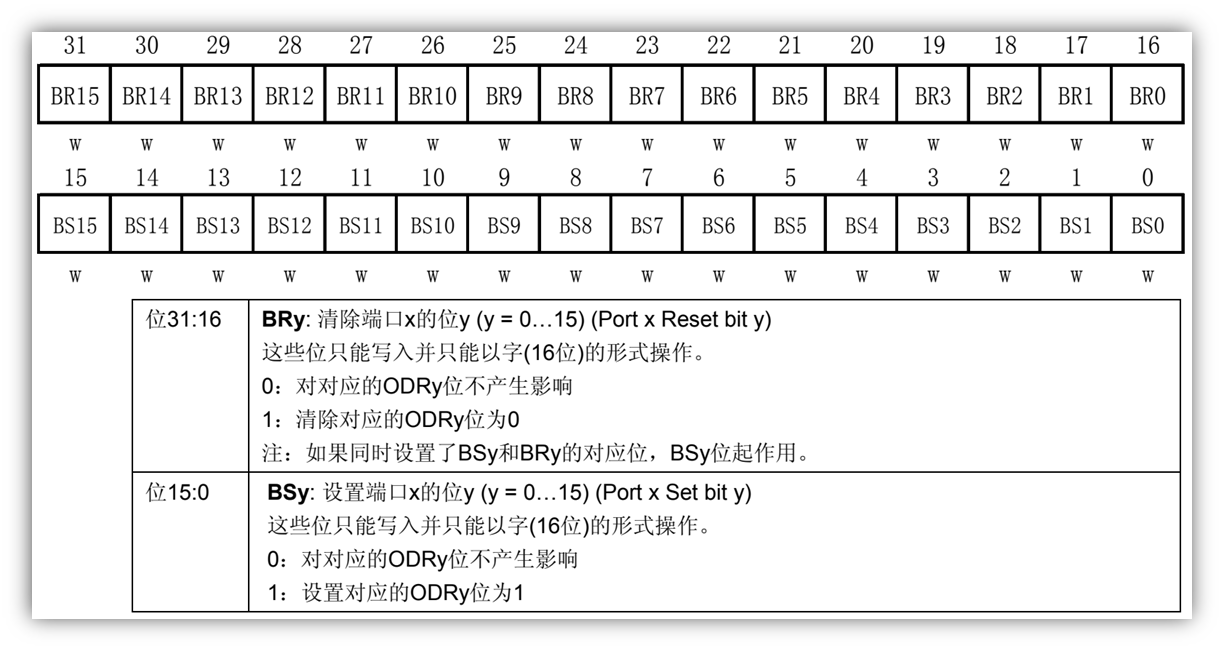 31 30 29 28 27 26 25 24 23 22 21 20 19 18 17 16
BR15 BR14 BR13 BR12 BR11 BR10 BR9 BR8 BR7 BR6 BR5 BR4 BR3 BR2 BR1 BR0
w w w w w w w w w w w w w w w w
15 14 13 12 11 10 9 8 7 6 5 4 3 2 1 0
BS15 BS14 BS13 BS12 BS11 BS10 BS9 BS8 BS7 BS6 BS5 BS4 BS3 BS2 BS1 BS0
w w w w w w w w w w w w w w w w
位31:16 BRy: 清除端口x的位y (y = 0…15) (Port x Reset bit y)
这些位只能写入并只能以字(16位)的形式操作。
0：对对应的ODRy位不产生影响
1：清除对应的ODRy位为0
注：如果同时设置了BSy和BRy的对应位，BSy位起作用。
位15:0 BSy: 设置端口x的位y (y = 0…15) (Port x Set bit y)
这些位只能写入并只能以字(16位)的形式操作。
0：对对应的ODRy位不产生影响
1：设置对应的ODRy位为1